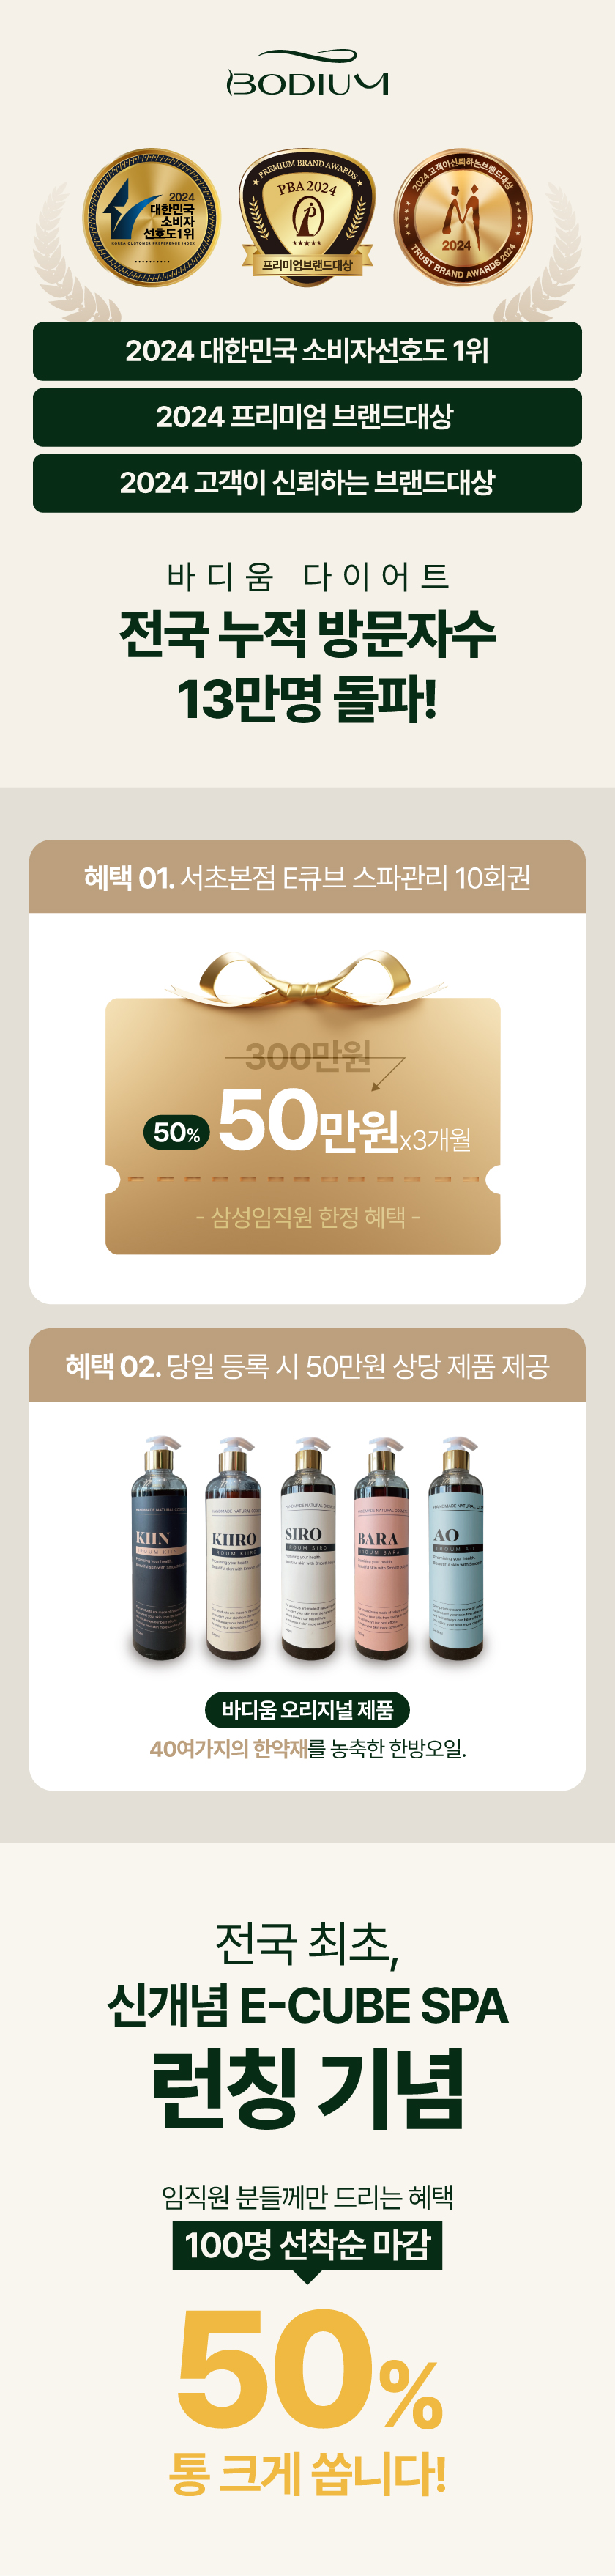 BODIUM
2024
대한민국
소비자
선호도1위
KOREA CUSTOMER PREFERENCE INDEX
PREMIUM BRAND AWARDS
PBA2024
프리미엄브랜드대상
2024 고객이신뢰하는브랜드대상
2024
TRUST BRAND AWARDS 2024
2024 대한민국 소비자선호도 1위
2024 프리미엄 브랜드대상
2024 고객이 신뢰하는 브랜드대상
바디움 다이어트
전국 누적 방문자수
13만명 돌파!
혜택 01. 서초본점 E큐브 스파관리 10회권
300만원
50% 50만원x3개월
- 삼성임직원 한정 혜택 -
혜택 02. 당일 등록 시 50만원 상당 제품 제공
KIIN
KIIRO
SIRO
BARA
AO
바디움 오리지널 제품
40여가지의 한약재를 농축한 한방오일.
전국 최초,
신개념 E-CUBE SPA
런칭 기념
임직원 분들께만 드리는 혜택
100명 선착순 마감
50%
통 크게 쏩니다!